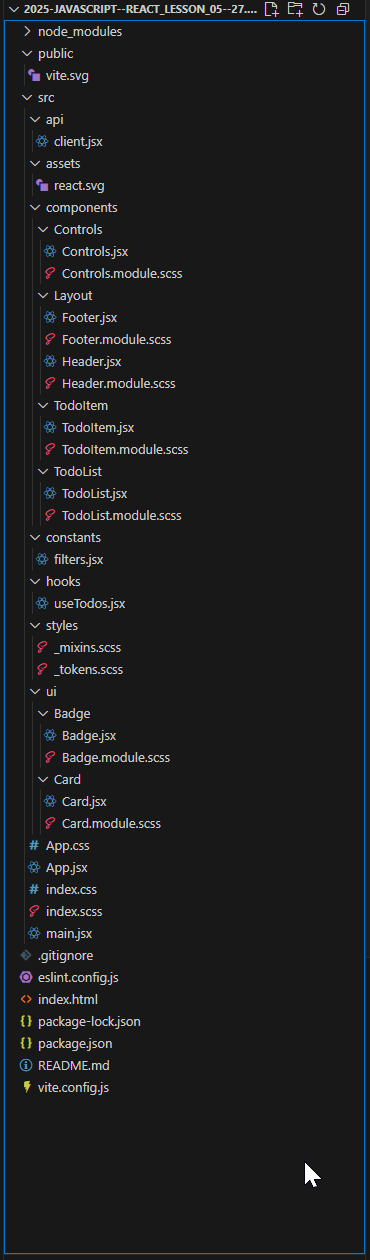 2025-JAVASCRIPT--REACT_LESSON_05--27....
node_modules
public
vite.svg
src
api
client.jsx
assets
react.svg
components
Controls
Controls.jsx
Controls.module.scss
Layout
Footer.jsx
Footer.module.scss
Header.jsx
Header.module.scss
TodoItem
TodoItem.jsx
TodoItem.module.scss
TodoList
TodoList.jsx
TodoList.module.scss
constants
filters.jsx
hooks
useTodos.jsx
styles
_mixins.scss
_tokens.scss
ui
Badge
Badge.jsx
Badge.module.scss
Card
Card.jsx
Card.module.scss
App.css
App.jsx
index.css
index.scss
main.jsx
.gitignore
eslint.config.js
index.html
package-lock.json
package.json
README.md
vite.config.js